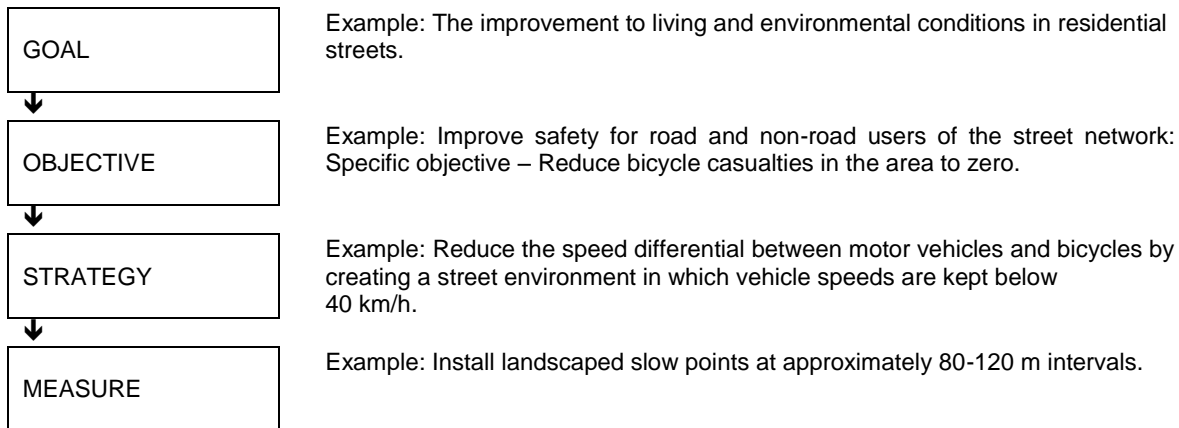 GOAL
Example: The improvement to living and environmental conditions in residential
streets.
OBJECTIVE
Example: Improve safety for road and non-road users of the street network:
Specific objective – Reduce bicycle casualties in the area to zero.
STRATEGY
Example: Reduce the speed differential between motor vehicles and bicycles by
creating a street environment in which vehicle speeds are kept below
40 km/h.
MEASURE
Example: Install landscaped slow points at approximately 80-120 m intervals.